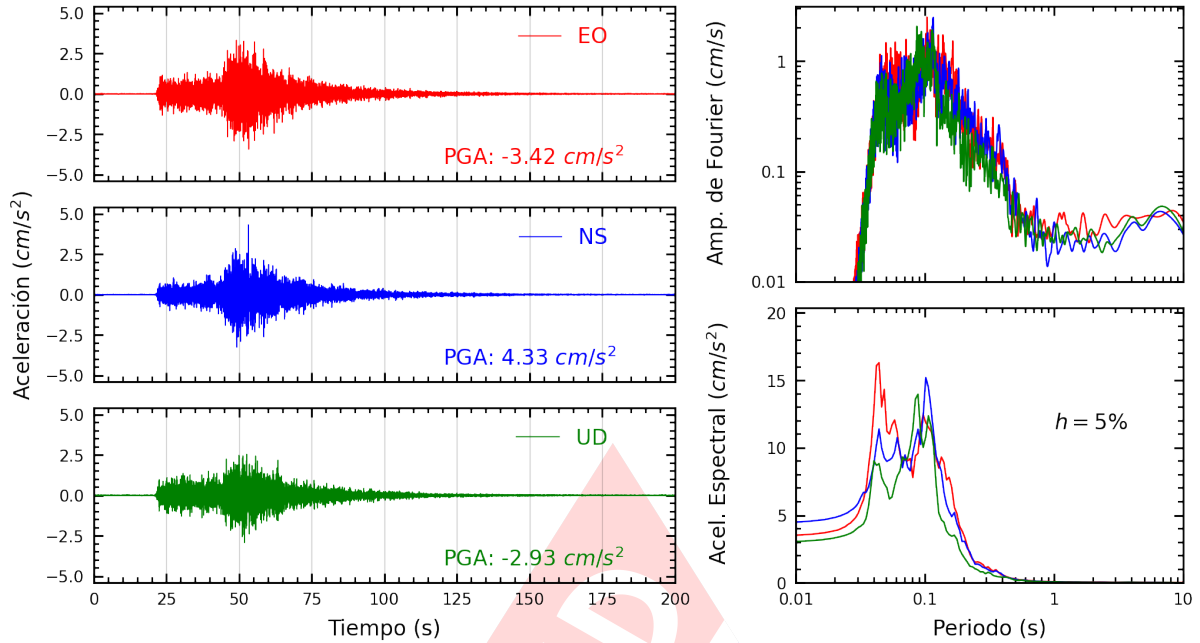 Aceleración (cm/s²)
5.0
2.5
0.0
−2.5
−5.0
EO
PGA: -3.42 cm/s²
5.0
2.5
0.0
−2.5
−5.0
NS
PGA: 4.33 cm/s²
5.0
2.5
0.0
−2.5
−5.0
UD
PGA: -2.93 cm/s²
0 25 50 75 100 125 150 175 200
Tiempo (s)
Amp. de Fourier (cm/s)
1
0.1
0.01
Acel. Espectral (cm/s²)
20
15
10
5
0
h = 5%
0.01 0.1 1 10
Periodo (s)